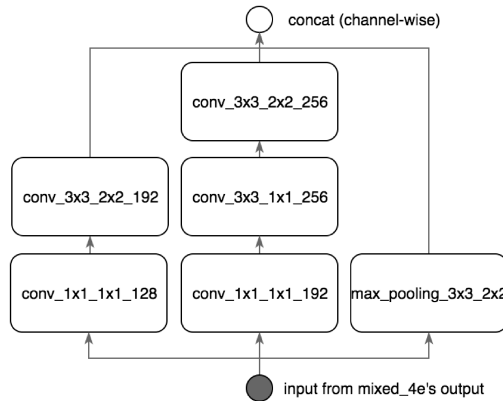 concat (channel-wise)
conv_3x3_2x2_256
conv_3x3_2x2_192
conv_3x3_1x1_256
conv_1x1_1x1_128
conv_1x1_1x1_192
max_pooling_3x3_2x2
input from mixed_4e's output